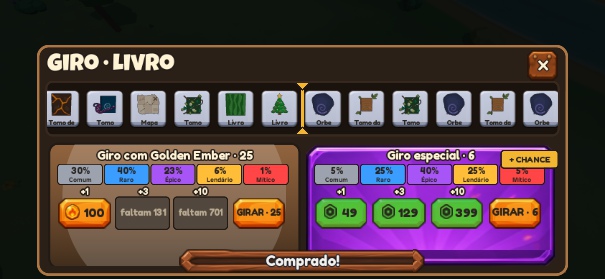 GIRO · LIVRO
Tomo de Tomo Mapa Tomo Livro Livro Orbe Tomo da Tomo Orbe Tomo da Orbe
Giro com Golden Ember · 25
30% Comum 40% Raro 23% Épico 6% Lendário 1% Mítico
+1 +3 +10
100 faltam 131 faltam 701 GIRAR · 25
Giro especial · 6
+ CHANCE
5% Comum 25% Raro 40% Épico 25% Lendário 5% Mítico
+1 +3 +10
49 129 399 GIRAR · 6
Comprado!